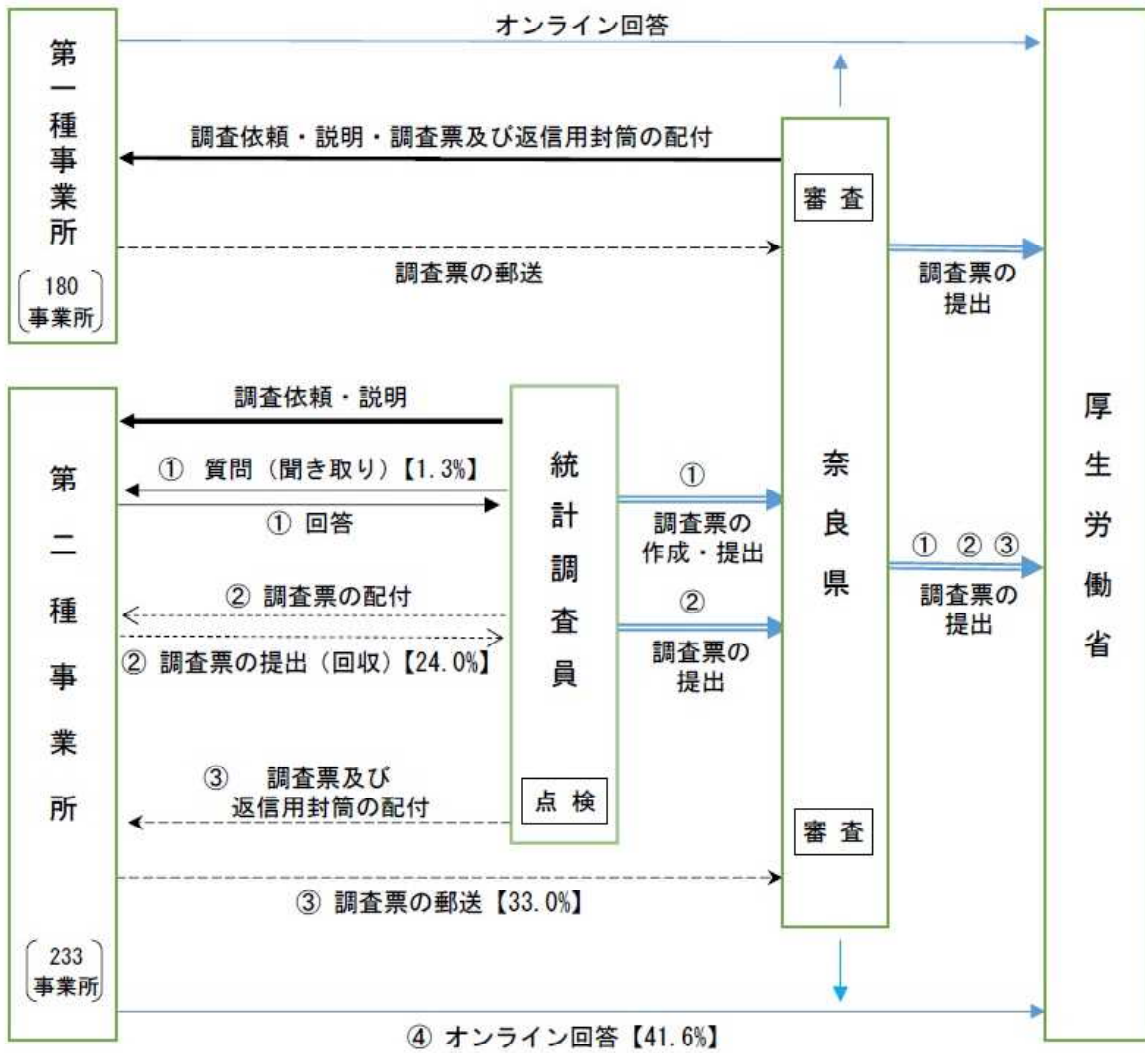 オンライン回答
第一種事業所
180
事業所
調査依頼・説明・調査票及び返信用封筒の配付
審査
調査票の郵送
調査票の
提出
調査依頼・説明
① 質問（聞き取り）【1.3%】
① 回答
② 調査票の配付
② 調査票の提出（回収）【24.0%】
③ 調査票及び
返信用封筒の配付
③ 調査票の郵送【33.0%】
第二種事業所
233
事業所
統計調査員
点検
①
調査票の
作成・提出
②
調査票の
提出
奈良県
審査
① ② ③
調査票の
提出
厚生労働省
④ オンライン回答【41.6%】